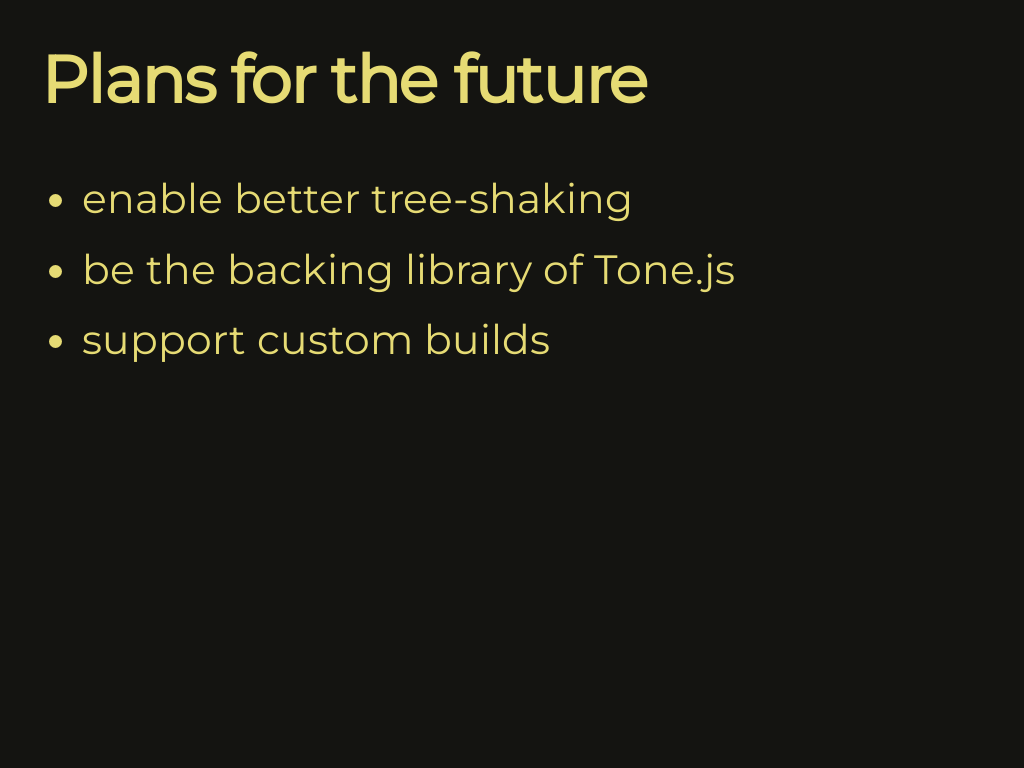 Plans for the future
• enable better tree-shaking
• be the backing library of Tone.js
• support custom builds